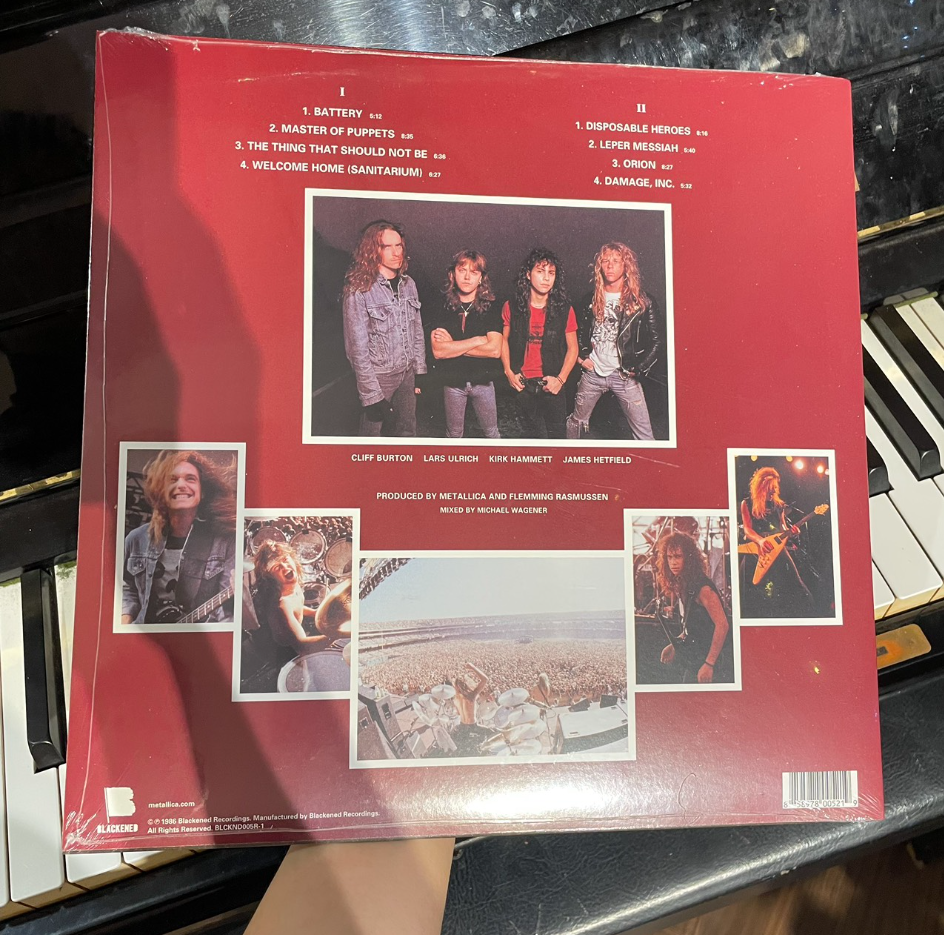 I
1. BATTERY 5:12
2. MASTER OF PUPPETS 8:35
3. THE THING THAT SHOULD NOT BE 6:36
4. WELCOME HOME (SANITARIUM) 6:27
II
1. DISPOSABLE HEROES 8:16
2. LEPER MESSIAH 5:40
3. ORION 8:27
4. DAMAGE, INC. 5:32
CLIFF BURTON LARS ULRICH KIRK HAMMETT JAMES HETFIELD
PRODUCED BY METALLICA AND FLEMMING RASMUSSEN
MIXED BY MICHAEL WAGENER
B
BLACKENED
metallica.com
© ℗ 1986 Blackened Recordings. Manufactured by Blackened Recordings.
All Rights Reserved. BLCKND005R-1